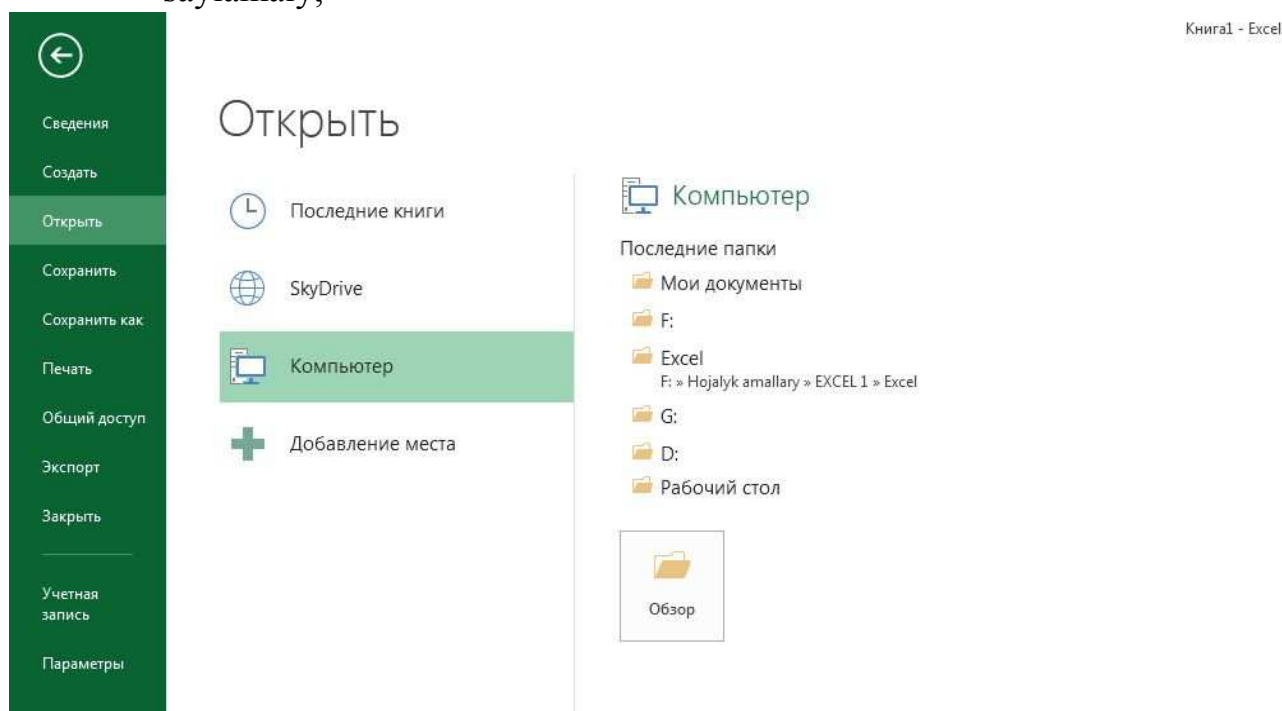 saýlamaly;
Книга1 - Excel
Сведения
Создать
Открыть
Сохранить
Сохранить как
Печать
Общий доступ
Экспорт
Закрыть
Учетная
запись
Параметры
Открыть
Последние книги
SkyDrive
Компьютер
Добавление места
Компьютер
Последние папки
Мои документы
F:
Excel
F: » Hojalyk amallary » EXCEL 1 » Excel
G:
D:
Рабочий стол
Обзор